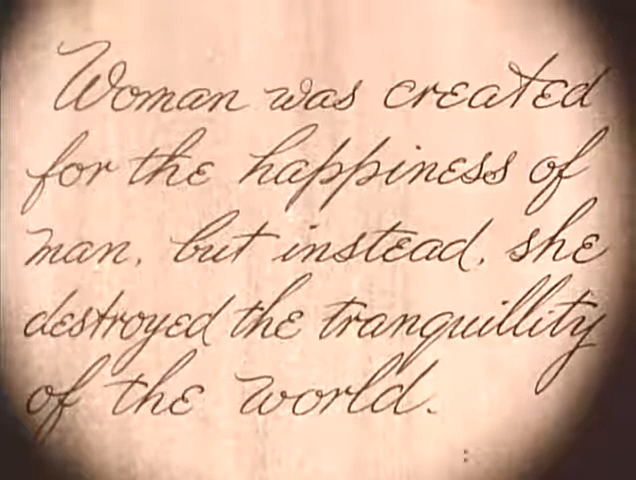 Woman was created
for the happiness of
man, but instead, she
destroyed the tranquillity
of the world.